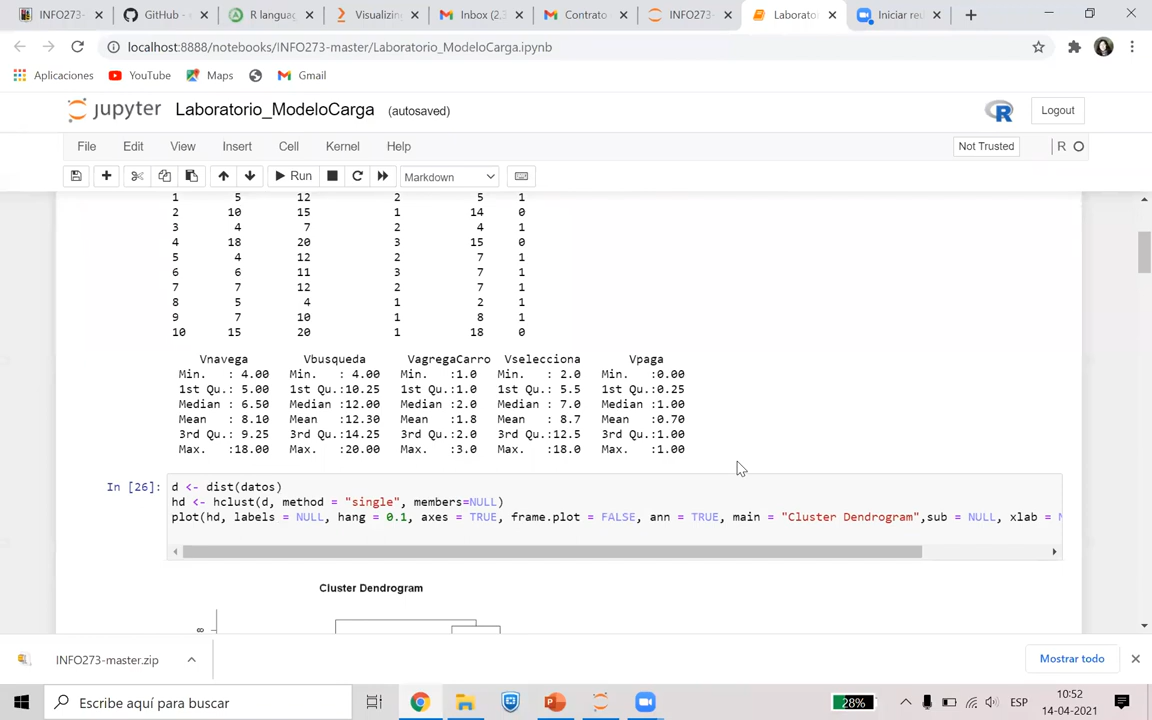 INFO273-
GitHub -
R languag
Visualizing
Inbox (2.3
Contrato
INFO273-
Laborato
Iniciar reu
localhost:8888/notebooks/INFO273-master/Laboratorio_ModeloCarga.ipynb
Aplicaciones YouTube Maps Gmail
jupyter Laboratorio_ModeloCarga (autosaved) R Logout
File Edit View Insert Cell Kernel Help Not Trusted R
Run Markdown
1 5 12 2 5 1
2 10 15 1 14 0
3 4 7 2 4 1
4 18 20 3 15 0
5 4 12 2 7 1
6 6 11 3 7 1
7 7 12 2 7 1
8 5 4 1 2 1
9 7 10 1 8 1
10 15 20 1 18 0
Vnavega Vbusqueda VagregaCarro Vselecciona Vpaga
Min. : 4.00 Min. : 4.00 Min. :1.0 Min. : 2.0 Min. :0.00
1st Qu.: 5.00 1st Qu.:10.25 1st Qu.:1.0 1st Qu.: 5.5 1st Qu.:0.25
Median : 6.50 Median :12.00 Median :2.0 Median : 7.0 Median :1.00
Mean : 8.10 Mean :12.30 Mean :1.8 Mean : 8.7 Mean :0.70
3rd Qu.: 9.25 3rd Qu.:14.25 3rd Qu.:2.0 3rd Qu.:12.5 3rd Qu.:1.00
Max. :18.00 Max. :20.00 Max. :3.0 Max. :18.0 Max. :1.00
In [26]: d <- dist(datos)
hd <- hclust(d, method = "single", members=NULL)
plot(hd, labels = NULL, hang = 0.1, axes = TRUE, frame.plot = FALSE, ann = TRUE, main = "Cluster Dendrogram",sub = NULL, xlab = N
Cluster Dendrogram
8
INFO273-master.zip Mostrar todo
Escribe aquí para buscar 28% ESP 10:52
14-04-2021